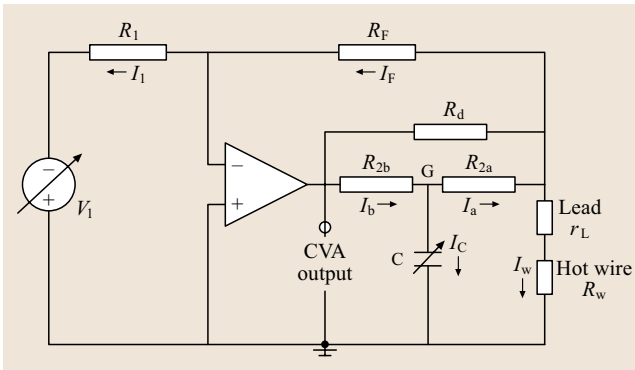 R1
RF
I1
IF
Rd
R2b
G
R2a
−
+
V1
−
+
Ib
Ia
Lead
rL
C
IC
CVA
output
Iw
Hot wire
Rw